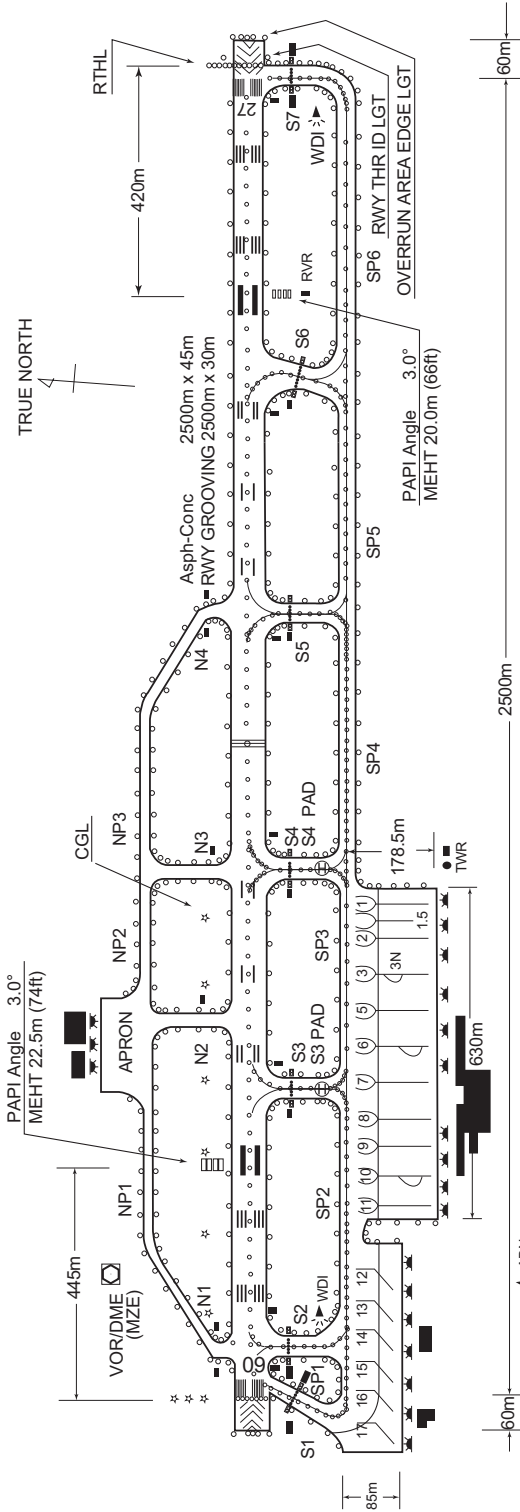 TRUE NORTH
RTHL
420m
60m
27
S7
WDI
RWY THR ID LGT
OVERRUN AREA EDGE LGT
SP6
RVR
S6
PAPI Angle 3.0°
MEHT 20.0m (66ft)
Asph-Conc 2500m x 45m
RWY GROOVING 2500m x 30m
SP5
S5
N4
2500m
SP4
NP3
N3
S4
S4 PAD
H
178.5m
TWR
CGL
NP2
SP3
1
1.5
2
3
3N
5
6
7
8
9
10
11
630m
PAPI Angle 3.0°
MEHT 22.5m (74ft)
APRON
N2
S3
S3 PAD
H
NP1
445m
SP2
VOR/DME
(MZE)
N1
S2
WDI
09
SP1
S1
12
13
14
15
16
17
60m
85m